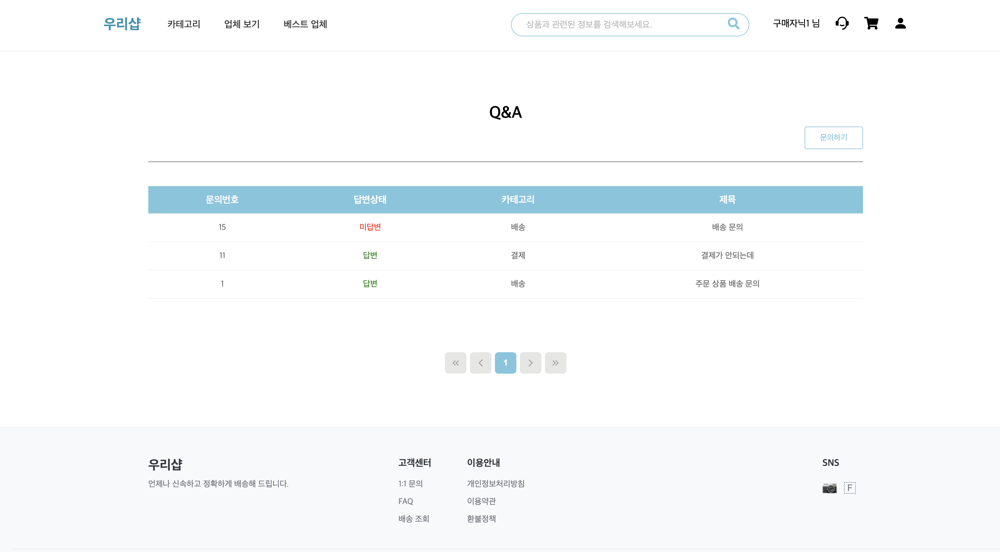 우리샵 카테고리 업체 보기 베스트 업체 상품과 관련된 정보를 검색해보세요. 구매자닉1 님
Q&A
문의하기
문의번호 답변상태 카테고리 제목
15 미답변 배송 배송 문의
11 답변 결제 결제가 안되는데
1 답변 배송 주문 상품 배송 문의
« < 1 > »
우리샵 고객센터 이용안내 SNS
언제나 신속하고 정확하게 배송해 드립니다. 1:1 문의 개인정보처리방침 F
FAQ 이용약관
배송 조회 환불정책